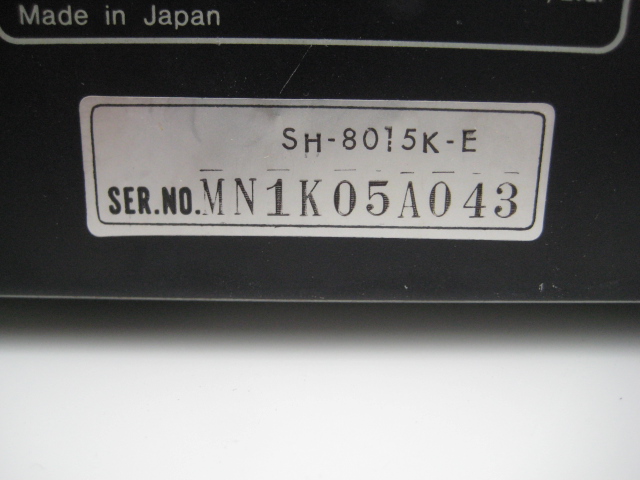 Made in Japan
SH-8015K-E
SER.NO. MN1K05A043